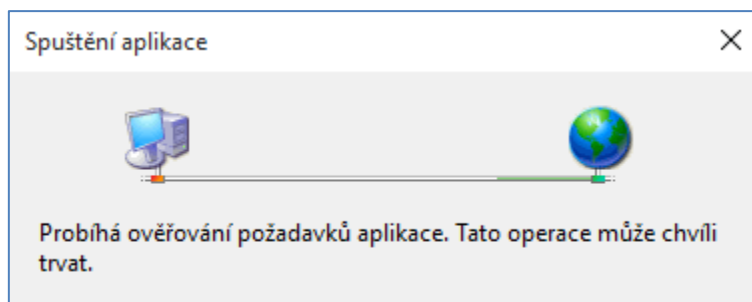 Spuštění aplikace
Probíhá ověřování požadavků aplikace. Tato operace může chvíli
trvat.